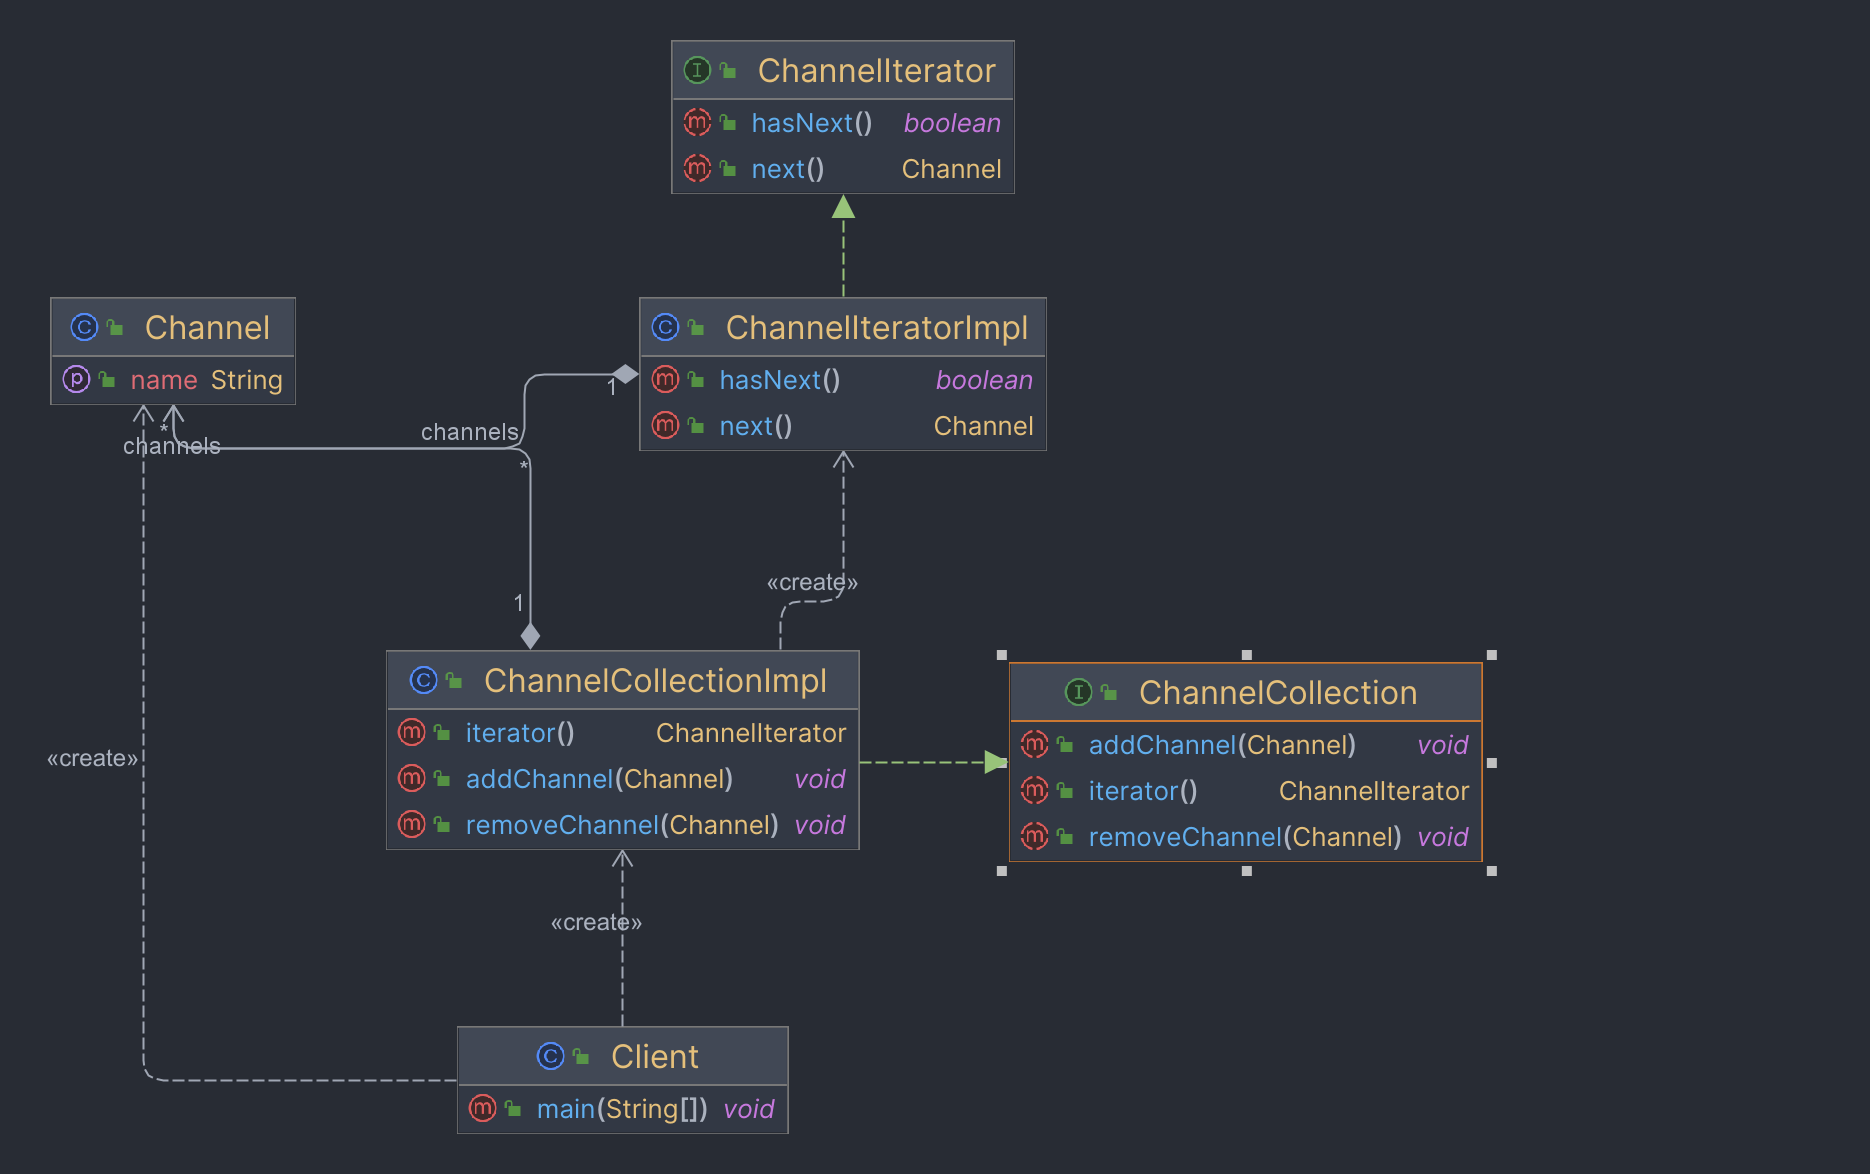 ChannelIterator
hasNext() boolean
next() Channel
Channel
name String
ChannelIteratorImpl
hasNext() boolean
next() Channel
1
*
channels
channels
*
«create»
1
ChannelCollectionImpl
iterator() ChannelIterator
addChannel(Channel) void
removeChannel(Channel) void
ChannelCollection
addChannel(Channel) void
iterator() ChannelIterator
removeChannel(Channel) void
«create»
«create»
Client
main(String[]) void